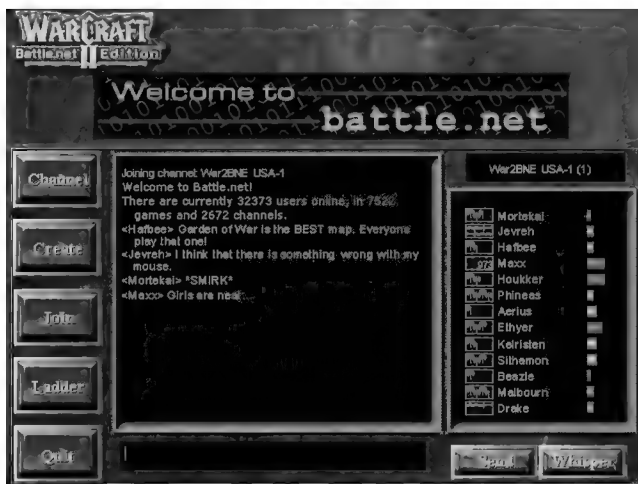 WARCRAFT
II
Battle.net Edition
Welcome to
battle.net
Channel
Create
Join
Ladder
Quit
Joining channel: War2BNE USA-1
Welcome to Battle.net!
There are currently 32373 users online, in
games and 2672 channels.
<Hafbee> Garden of War is the BEST map. Everyone
play that one!
<Jevreh> I think that there is something wrong with my
mouse.
<Mortekai> *SMIRK*
<Maxx> Girls are neat
War2BNE USA-1 (1)
Mortekai
Jevreh
Hafbee
973 Maxx
Houkker
Phineas
Aerius
Ethyer
Kelristen
Sithamon
Beazle
Malbourn
Drake
Send
Whisper